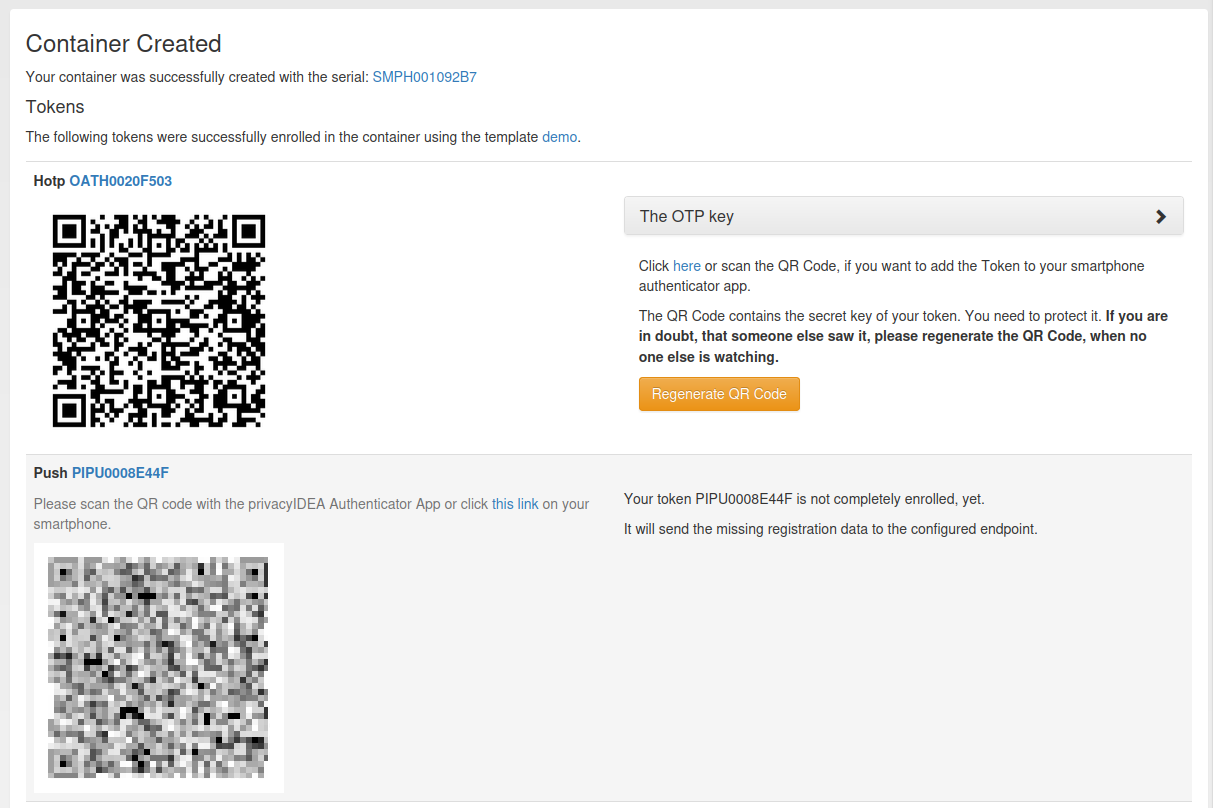 Container Created
Your container was successfully created with the serial: SMPH001092B7
Tokens
The following tokens were successfully enrolled in the container using the template demo.
Hotp OATH0020F503
The OTP key
Click here or scan the QR Code, if you want to add the Token to your smartphone
authenticator app.
The QR Code contains the secret key of your token. You need to protect it. If you are
in doubt, that someone else saw it, please regenerate the QR Code, when no
one else is watching.
Regenerate QR Code
Push PIPU0008E44F
Please scan the QR code with the privacyIDEA Authenticator App or click this link on your
smartphone.
Your token PIPU0008E44F is not completely enrolled, yet.
It will send the missing registration data to the configured endpoint.